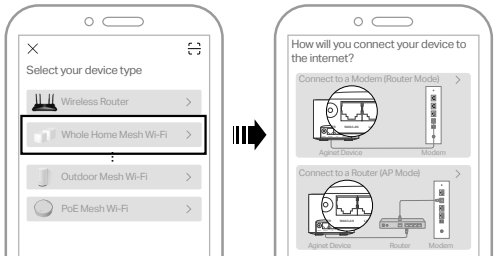 Select your device type
Wireless Router
Whole Home Mesh Wi-Fi
Outdoor Mesh Wi-Fi
PoE Mesh Wi-Fi
How will you connect your device to
the internet?
Connect to a Modem (Router Mode)
Aginet Device
Modem
Connect to a Router (AP Mode)
Aginet Device
Router
Modem